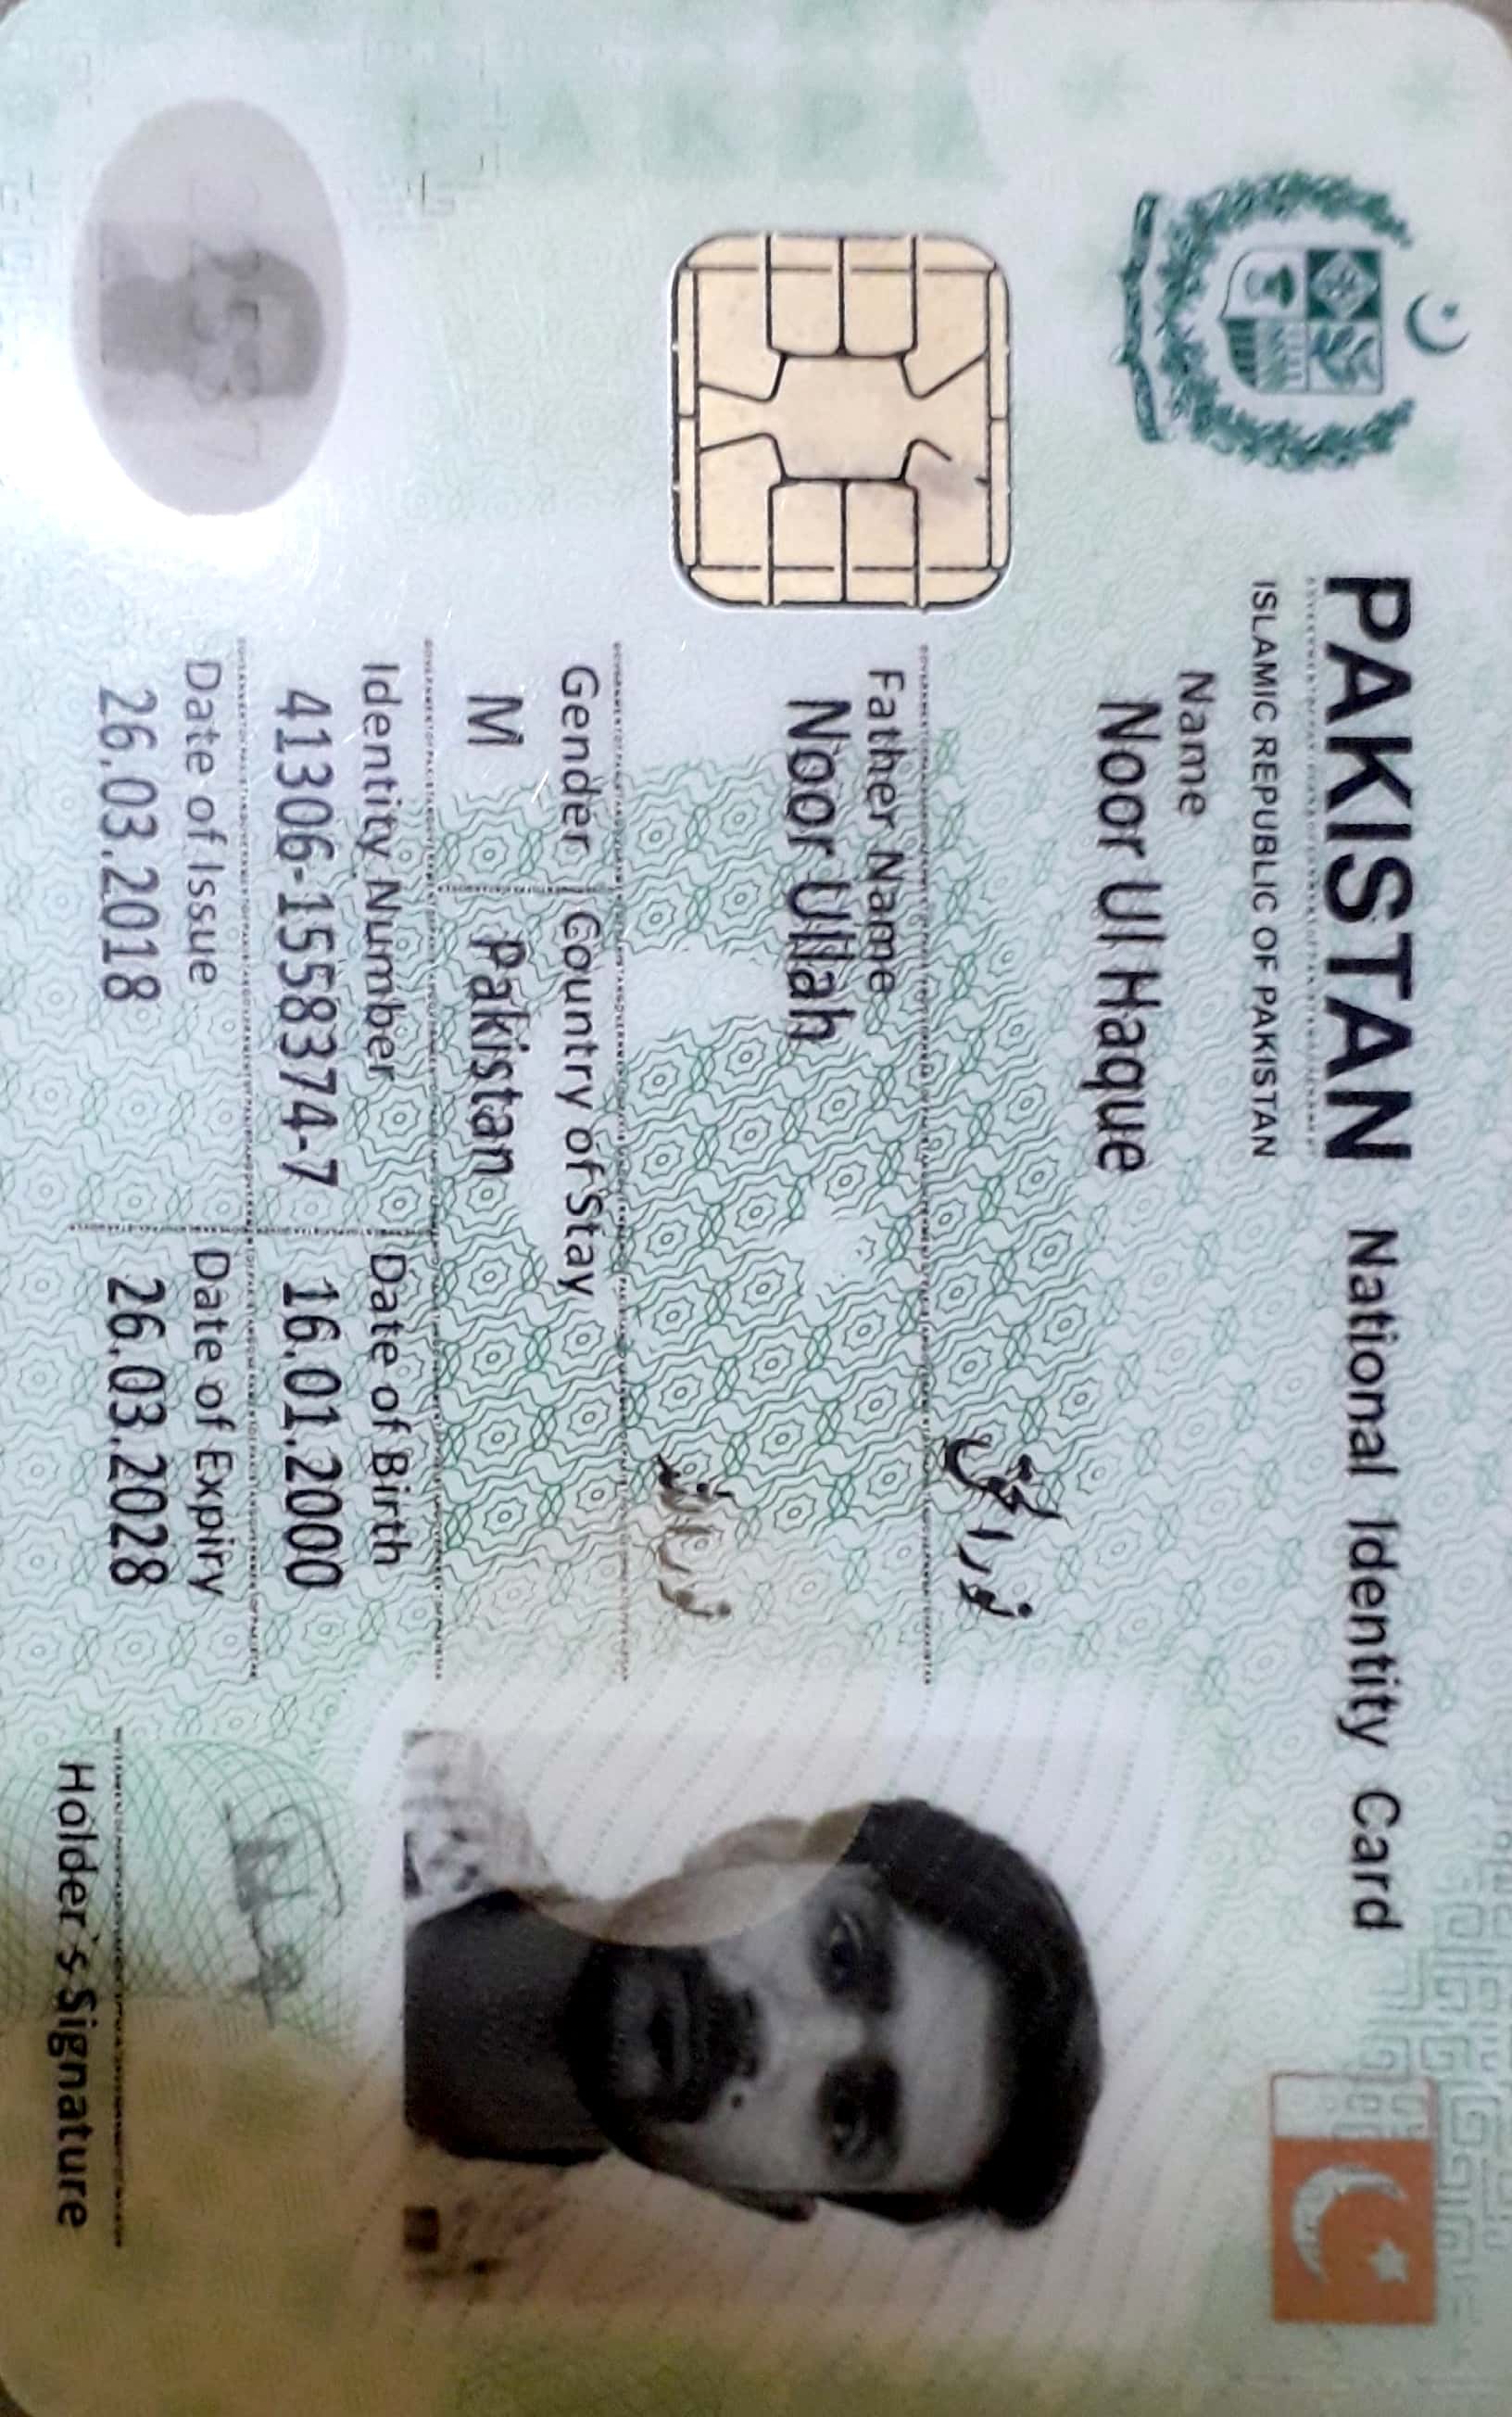 PAKISTAN National Identity Card
ISLAMIC REPUBLIC OF PAKISTAN
Name
Noor Ul Haque
نورالحق
Father Name
Noor Ullah
نوراللہ
Gender Country of Stay
M Pakistan
Identity Number Date of Birth
41306-1558374-7 16.01.2000
Date of Issue Date of Expiry
26.03.2018 26.03.2028
Holder`s Signature